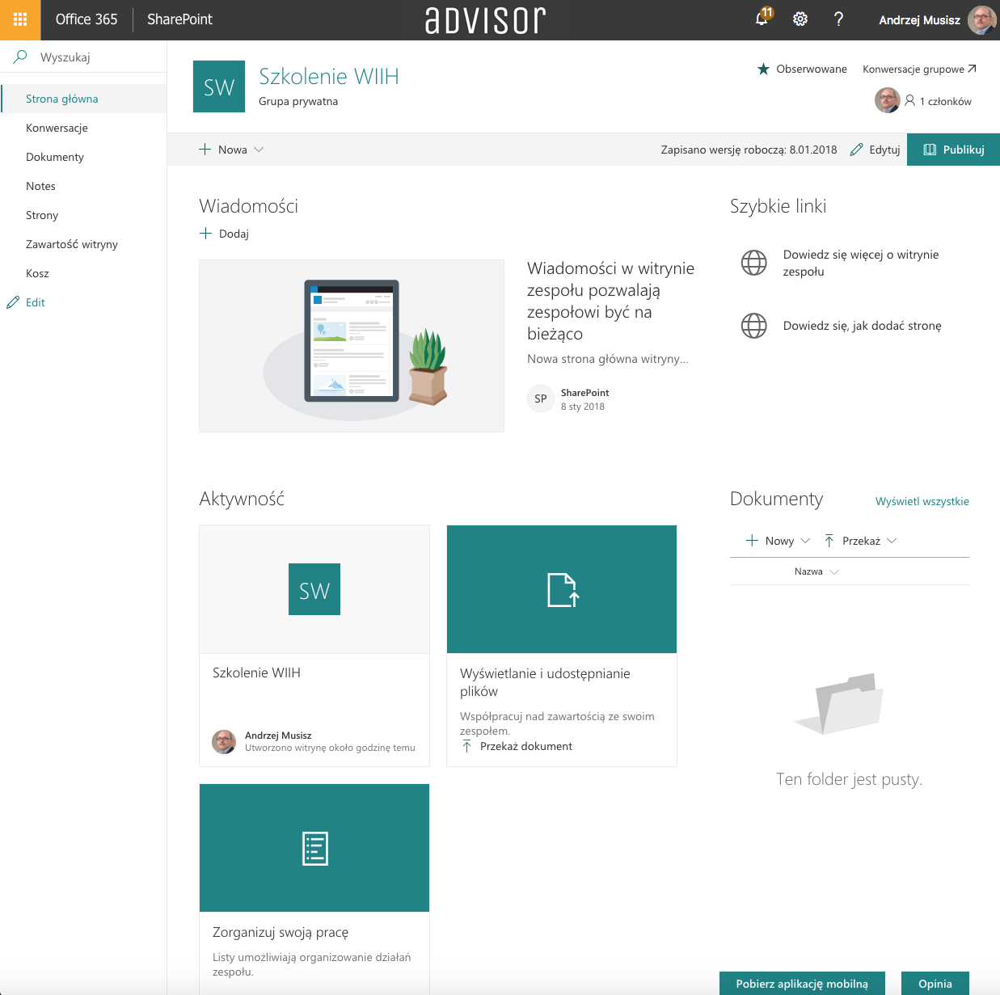 Office 365
SharePoint
advisor
11
?
Andrzej Musisz
Wyszukaj
Strona główna
Konwersacje
Dokumenty
Notes
Strony
Zawartość witryny
Kosz
Edit
SW
Szkolenie WIIH
Grupa prywatna
Obserwowane
Konwersacje grupowe
1 członków
Nowa
Zapisano wersję roboczą: 8.01.2018
Edytuj
Publikuj
Wiadomości
Dodaj
Wiadomości w witrynie
zespołu pozwalają
zespołowi być na
bieżąco
Nowa strona główna witryny...
SP
SharePoint
8 sty 2018
Szybkie linki
Dowiedz się więcej o witrynie
zespołu
Dowiedz się, jak dodać stronę
Aktywność
SW
Szkolenie WIIH
Andrzej Musisz
Utworzono witrynę około godzinę temu
Wyświetlanie i udostępnianie
plików
Współpracuj nad zawartością ze swoim
zespołem.
Przekaż dokument
Zorganizuj swoją pracę
Listy umożliwiają organizowanie działań
zespołu.
Dokumenty
Wyświetl wszystkie
Nowy
Przekaż
Nazwa
Ten folder jest pusty.
Pobierz aplikację mobilną
Opinia